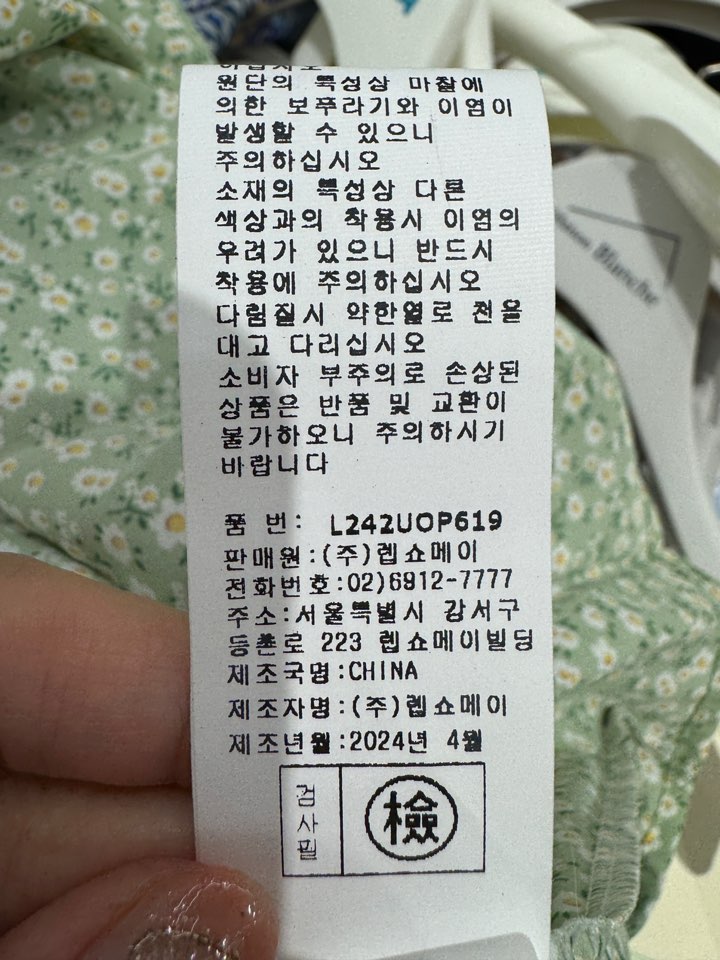 하십시오
원단의 특성상 마찰에
의한 보푸라기와 이염이
발생할 수 있으니
주의하십시오
소재의 특성상 다른
색상과의 착용시 이염의
우려가 있으니 반드시
착용에 주의하십시오
다림질시 약한열로 천을
대고 다리십시오
소비자 부주의로 손상된
상품은 반품 및 교환이
불가하오니 주의하시기
바랍니다
품 번: L242UOP619
판매원:(주)렙쇼메이
전화번호:02)6912-7777
주소:서울특별시 강서구
등촌로 223 렙쇼메이빌딩
제조국명:CHINA
제조자명:(주)렙쇼메이
제조년월:2024년 4월
검사필
檢
Blanche